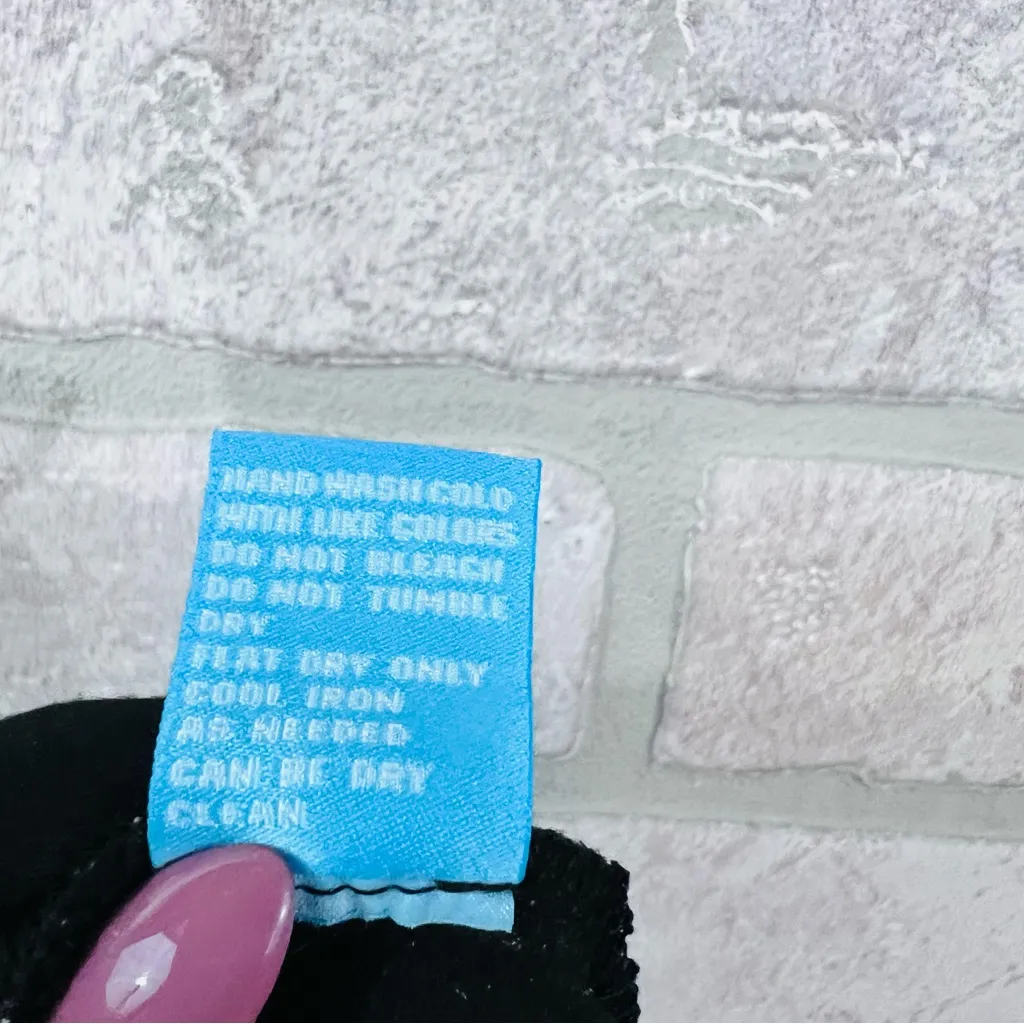 HAND WASH COLD
WITH LIKE COLORS
DO NOT BLEACH
DO NOT TUMBLE
DRY
FLAT DRY ONLY
COOL IRON
AS NEEDED
CAN BE DRY
CLEAN